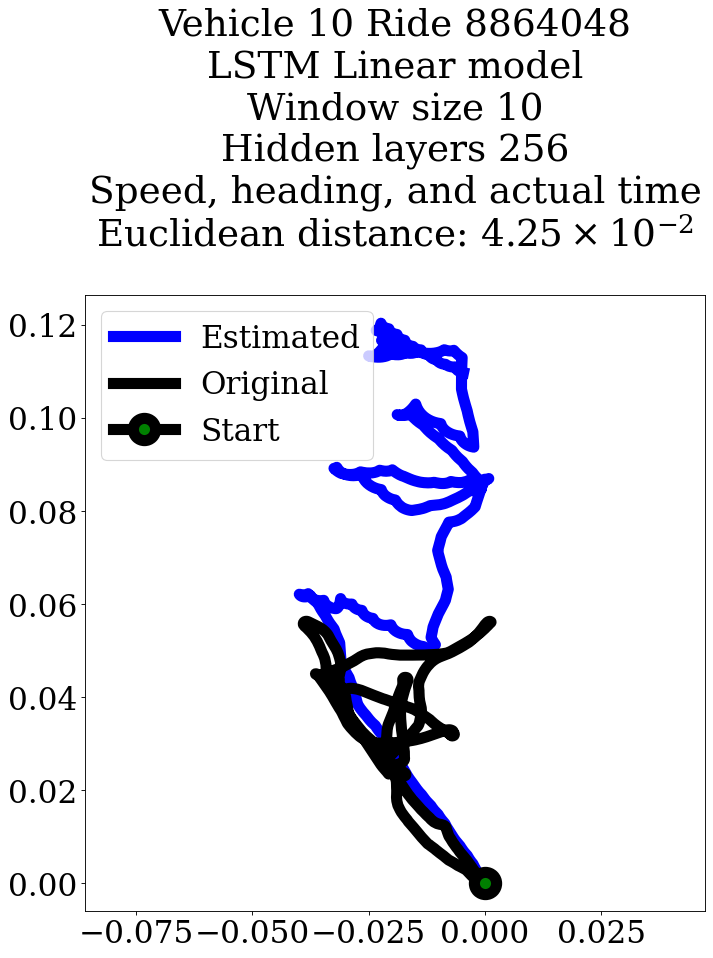 Vehicle 10 Ride 8864048
LSTM Linear model
Window size 10
Hidden layers 256
Speed, heading, and actual time
Euclidean distance: 4.25 × 10⁻²
Estimated
Original
Start
0.12
0.10
0.08
0.06
0.04
0.02
0.00
−0.075 −0.050 −0.025 0.000 0.025